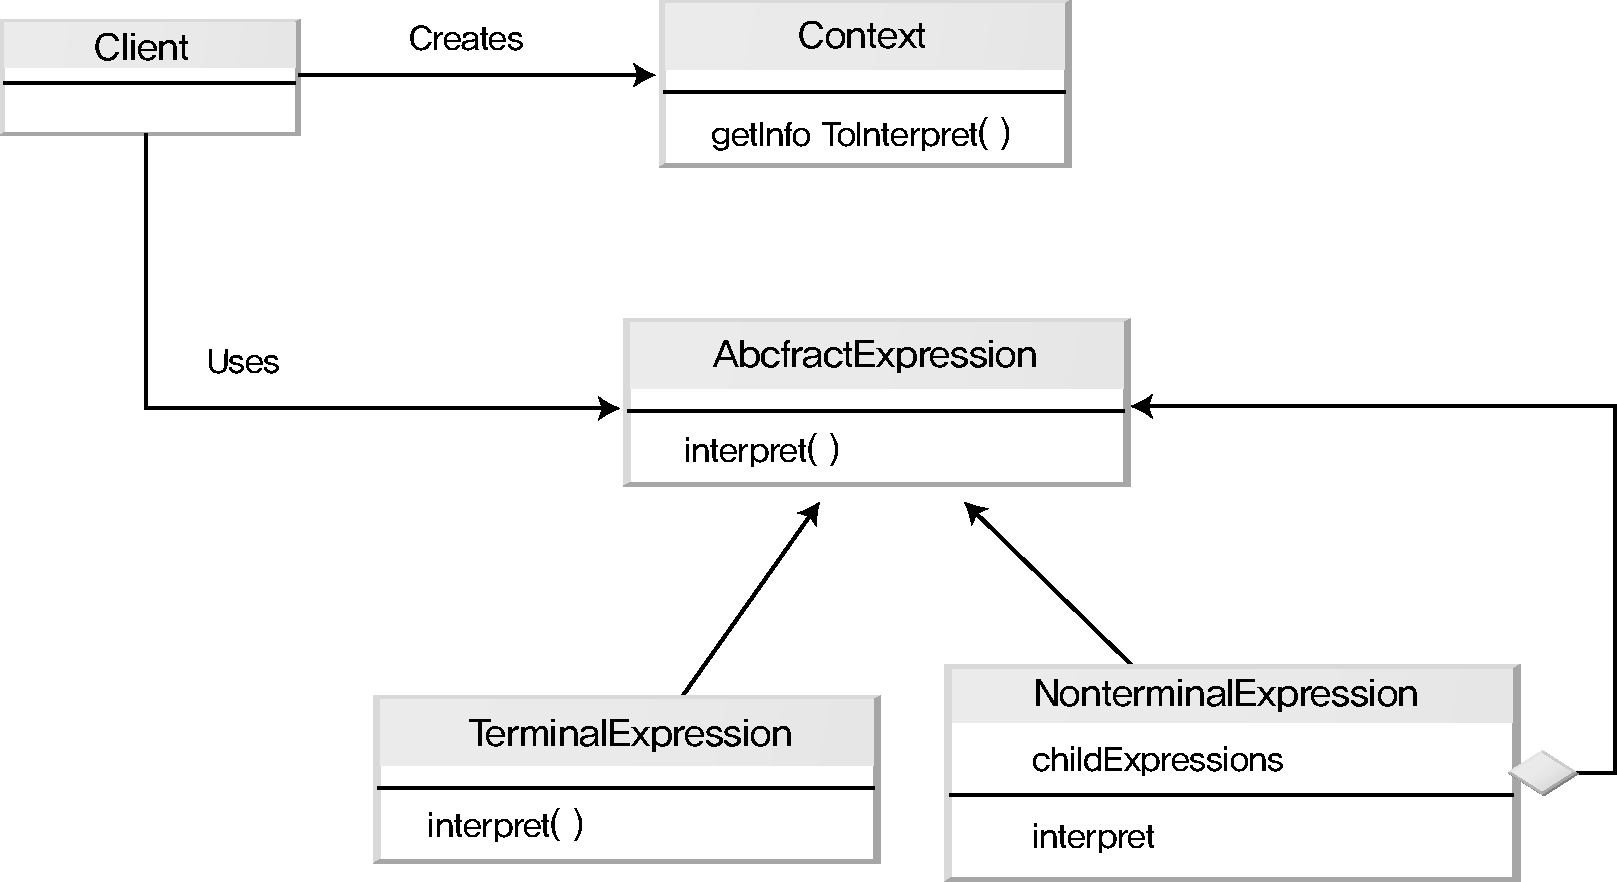 Client
Creates
Context
getInfo ToInterpret( )
Uses
AbcfractExpression
interpret( )
TerminalExpression
interpret( )
NonterminalExpression
childExpressions
interpret